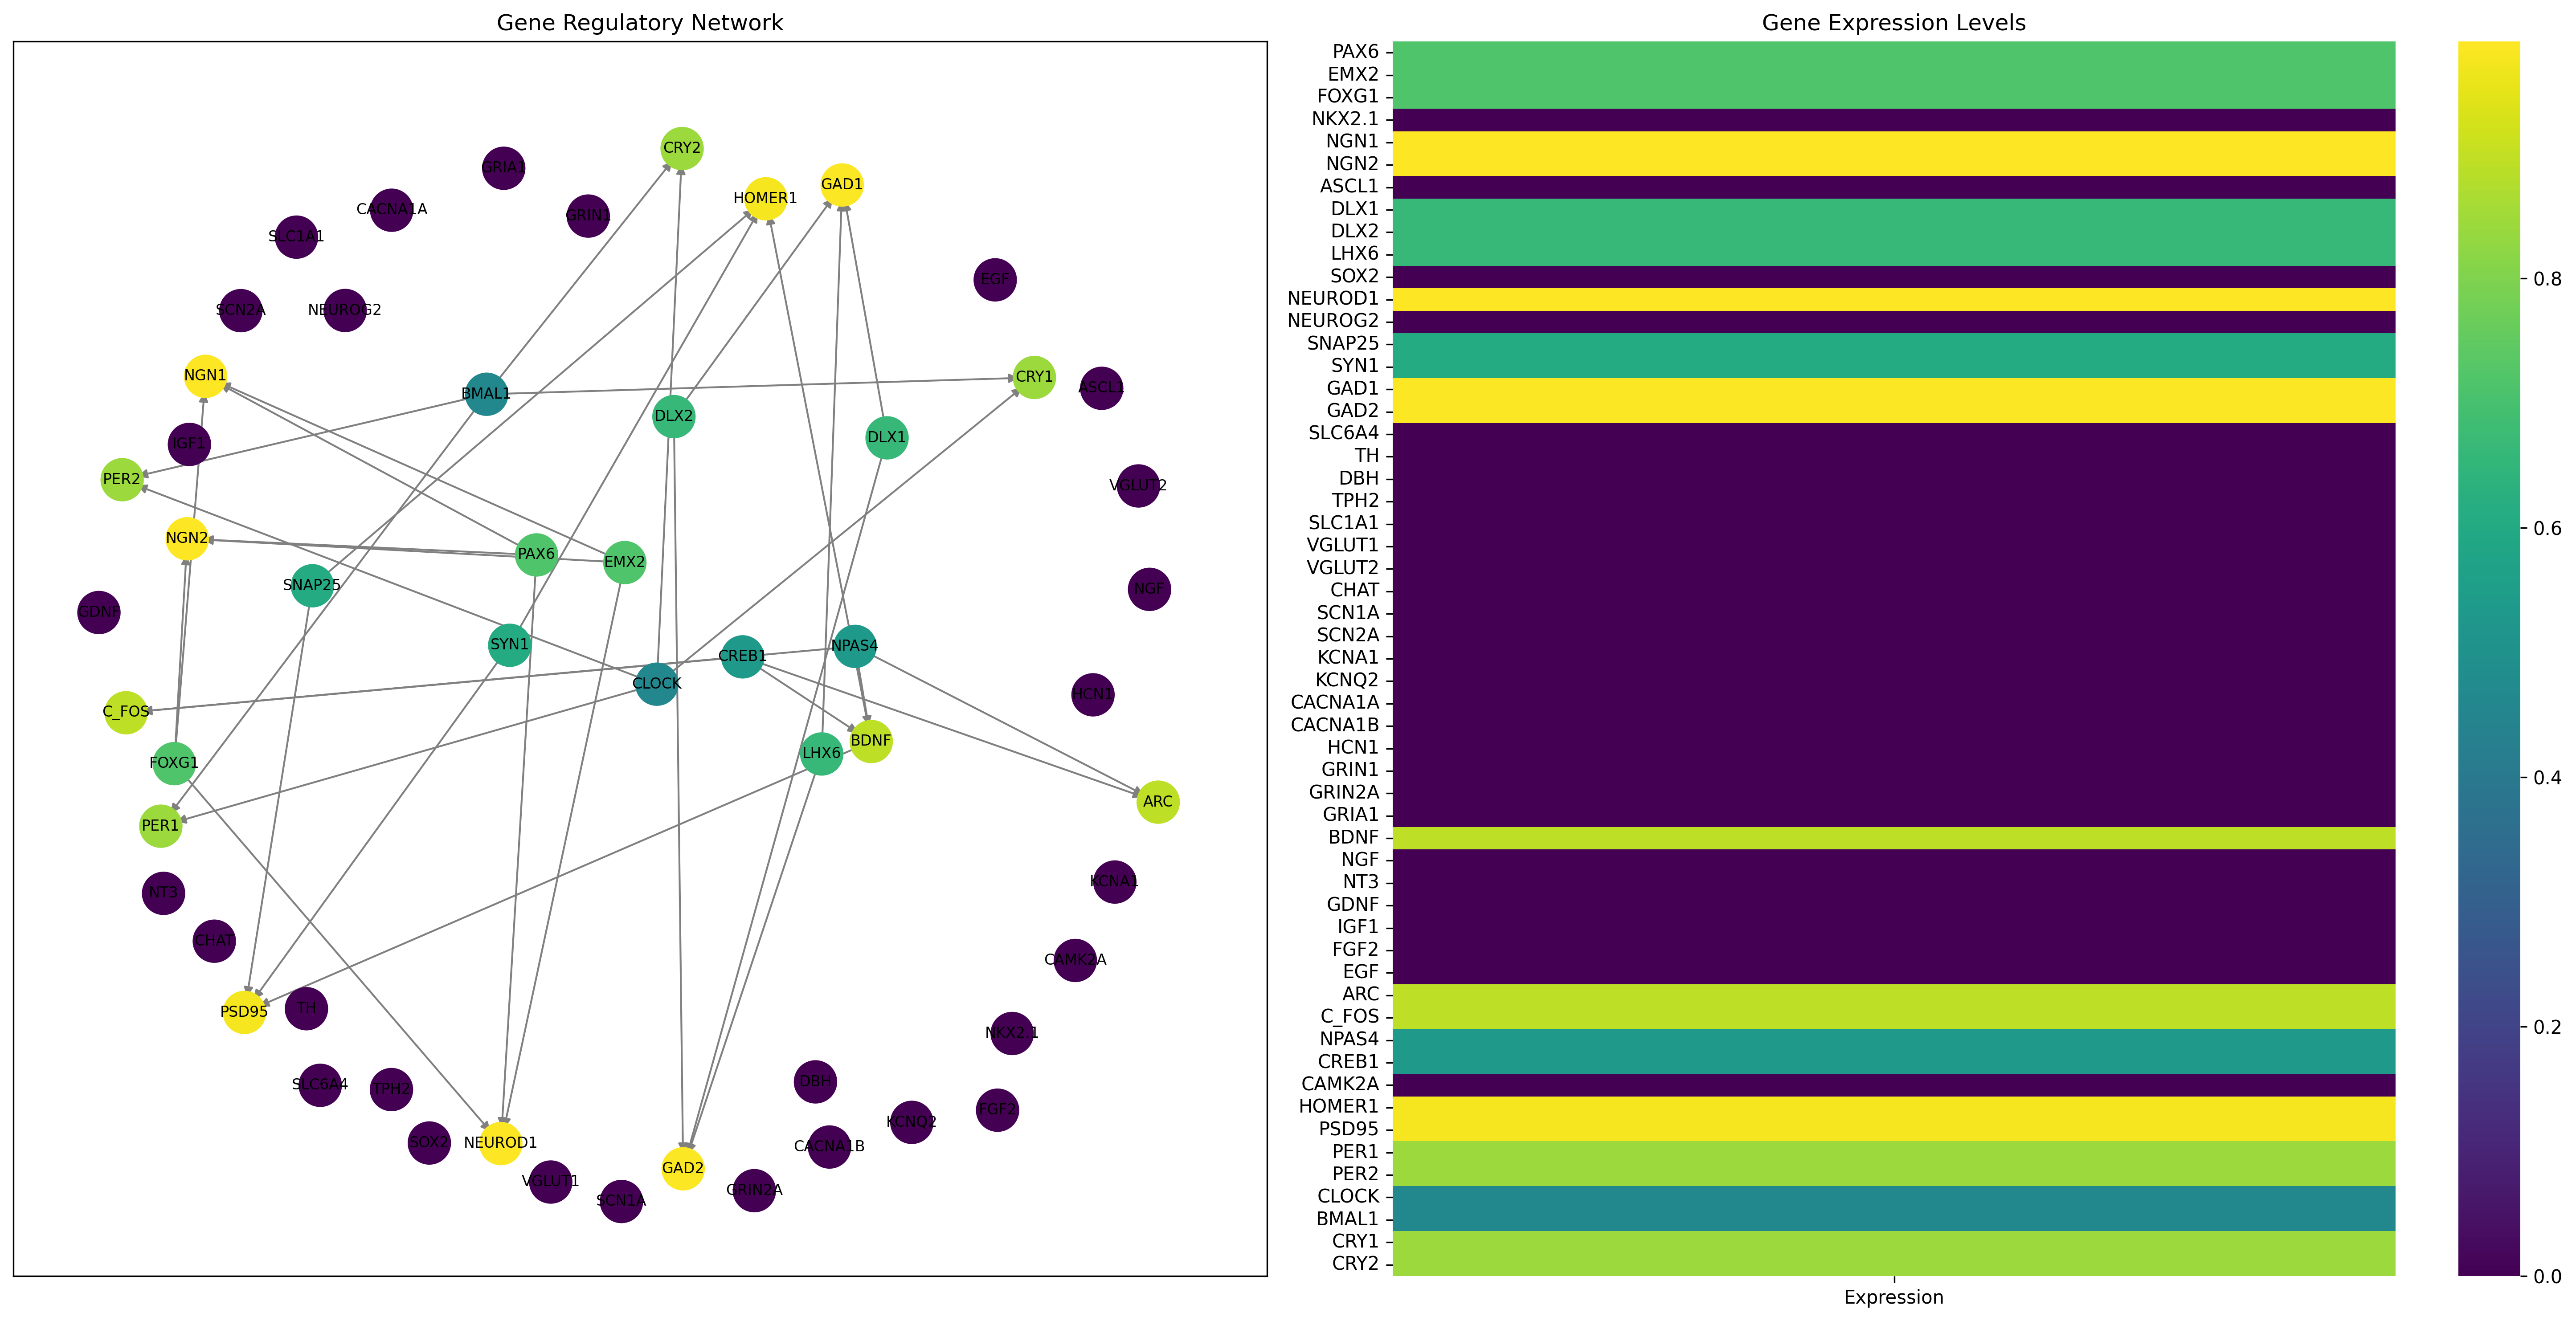 Gene Regulatory Network
CRY2
GRIA1
GAD1
HOMER1
CACNA1A
GRIN1
SLC1A1
EGF
SCN2A
NEUROG2
NGN1
CRY1
ASCL1
BMAL1
DLX2
DLX1
IGF1
PER2
VGLUT2
NGN2
PAX6
EMX2
SNAP25
NGF
GDNF
SYN1
NPAS4
CREB1
CLOCK
HCN1
C_FOS
BDNF
LHX6
FOXG1
ARC
PER1
KCNA1
NT3
CHAT
CAMK2A
TH
PSD95
NKX2.1
DBH
SLC6A4
TPH2
FGF2
KCNQ2
SOX2
NEUROD1
CACNA1B
GAD2
VGLUT1
GRIN2A
SCN1A
Gene Expression Levels
PAX6
EMX2
FOXG1
NKX2.1
NGN1
NGN2
ASCL1
DLX1
DLX2
LHX6
SOX2
NEUROD1
NEUROG2
SNAP25
SYN1
GAD1
GAD2
SLC6A4
TH
DBH
TPH2
SLC1A1
VGLUT1
VGLUT2
CHAT
SCN1A
SCN2A
KCNA1
KCNQ2
CACNA1A
CACNA1B
HCN1
GRIN1
GRIN2A
GRIA1
BDNF
NGF
NT3
GDNF
IGF1
FGF2
EGF
ARC
C_FOS
NPAS4
CREB1
CAMK2A
HOMER1
PSD95
PER1
PER2
CLOCK
BMAL1
CRY1
CRY2
Expression
0.8
0.6
0.4
0.2
0.0